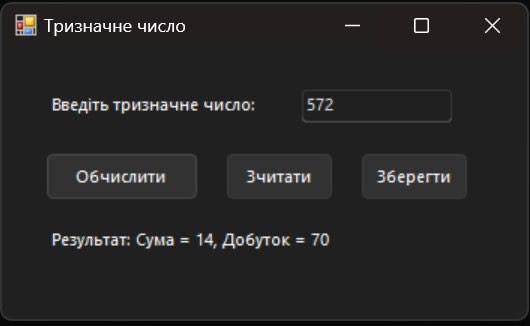 Тризначне число
Введіть тризначне число: 572
Обчислити Зчитати Зберегти
Результат: Сума = 14, Добуток = 70